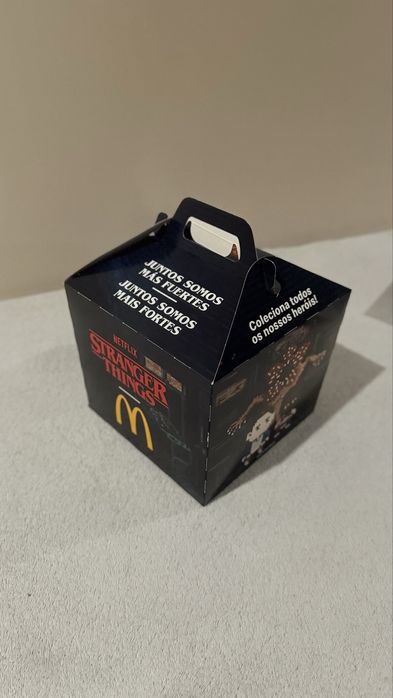 JUNTOS SOMOS
MÁS FUERTES
JUNTOS SOMOS
MAIS FORTES
NETFLIX
STRANGER
THINGS
Coleciona todos
os nossos heróis!